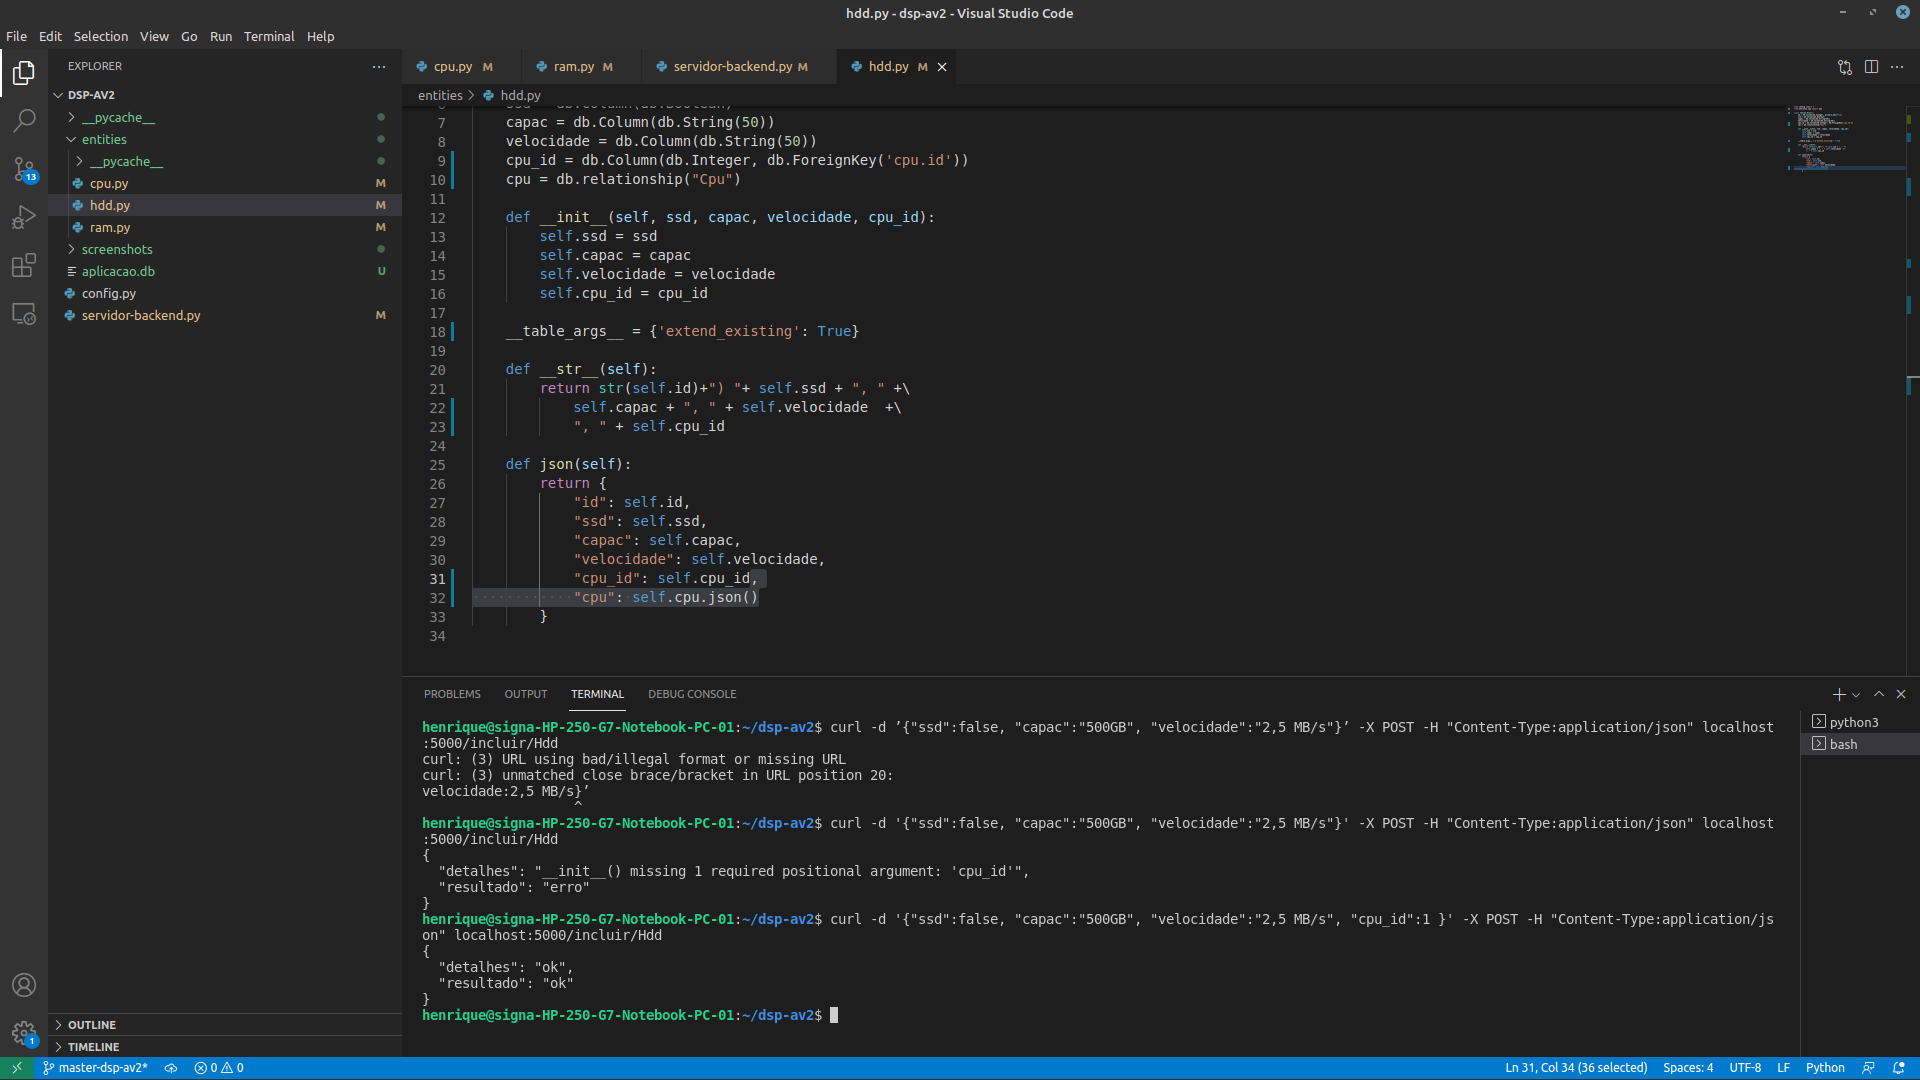 hdd.py - dsp-av2 - Visual Studio Code
File Edit Selection View Go Run Terminal Help
EXPLORER
DSP-AV2
__pycache__
entities
__pycache__
cpu.py M
hdd.py M
ram.py M
screenshots
aplicacao.db U
config.py
servidor-backend.py M
OUTLINE
TIMELINE
13
1
cpu.py M ram.py M servidor-backend.py M hdd.py M
entities > hdd.py
7 capac = db.Column(db.String(50))
8 velocidade = db.Column(db.String(50))
9 cpu_id = db.Column(db.Integer, db.ForeignKey('cpu.id'))
10 cpu = db.relationship("Cpu")
11
12 def __init__(self, ssd, capac, velocidade, cpu_id):
13 self.ssd = ssd
14 self.capac = capac
15 self.velocidade = velocidade
16 self.cpu_id = cpu_id
17
18 __table_args__ = {'extend_existing': True}
19
20 def __str__(self):
21 return str(self.id)+") "+ self.ssd + ", " +\
22 self.capac + ", " + self.velocidade  +\
23 ", " + self.cpu_id
24
25 def json(self):
26 return {
27 "id": self.id,
28 "ssd": self.ssd,
29 "capac": self.capac,
30 "velocidade": self.velocidade,
31 "cpu_id": self.cpu_id,
32 "cpu": self.cpu.json()
33 }
34
PROBLEMS OUTPUT TERMINAL DEBUG CONSOLE
python3
bash
henrique@signa-HP-250-G7-Notebook-PC-01:~/dsp-av2$ curl -d ’{"ssd":false, "capac":"500GB", "velocidade":"2,5 MB/s"}’ -X POST -H "Content-Type:application/json" localhost
:5000/incluir/Hdd
curl: (3) URL using bad/illegal format or missing URL
curl: (3) unmatched close brace/bracket in URL position 20:
velocidade:2,5 MB/s}’
^
henrique@signa-HP-250-G7-Notebook-PC-01:~/dsp-av2$ curl -d '{"ssd":false, "capac":"500GB", "velocidade":"2,5 MB/s"}' -X POST -H "Content-Type:application/json" localhost
:5000/incluir/Hdd
{
"detalhes": "__init__() missing 1 required positional argument: 'cpu_id'",
"resultado": "erro"
}
henrique@signa-HP-250-G7-Notebook-PC-01:~/dsp-av2$ curl -d '{"ssd":false, "capac":"500GB", "velocidade":"2,5 MB/s", "cpu_id":1 }' -X POST -H "Content-Type:application/js
on" localhost:5000/incluir/Hdd
{
"detalhes": "ok",
"resultado": "ok"
}
henrique@signa-HP-250-G7-Notebook-PC-01:~/dsp-av2$
master-dsp-av2* 0 0 Ln 31, Col 34 (36 selected) Spaces: 4 UTF-8 LF Python